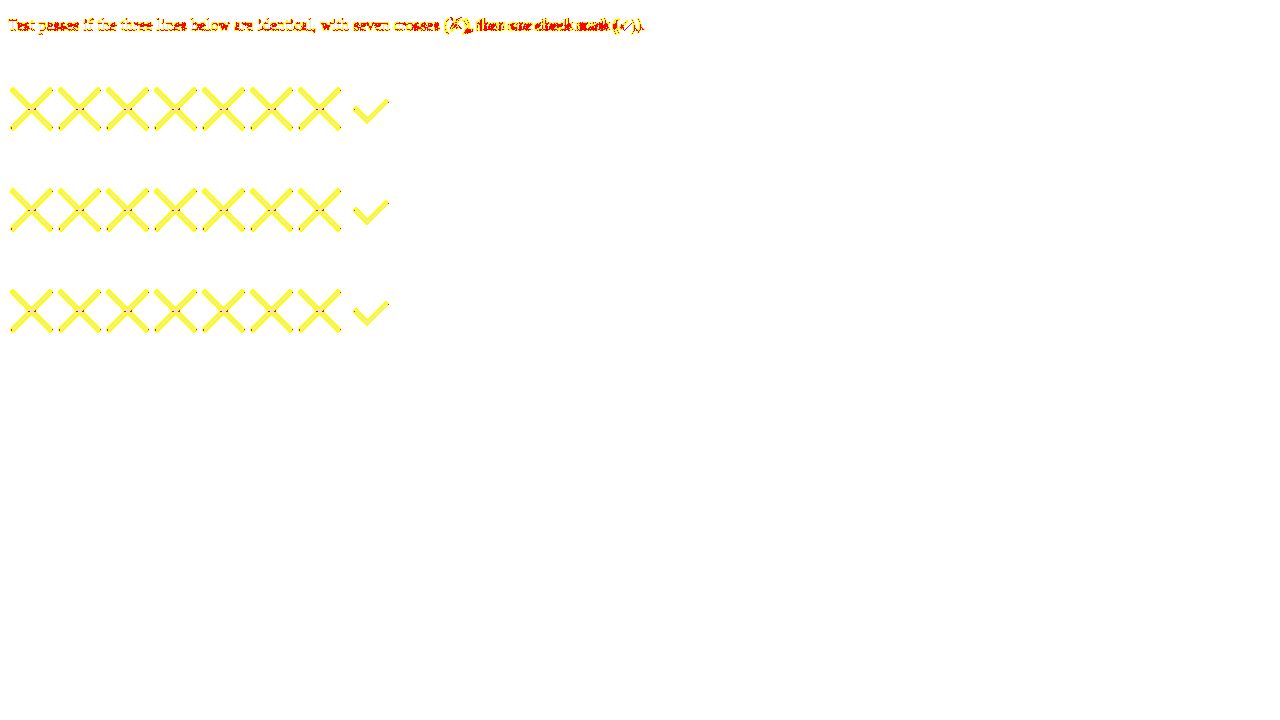 Test passes if the three lines below are identical, with seven crosses (╳), then one check mark (✓)).
╳╳╳╳╳╳╳✓
╳╳╳╳╳╳╳✓
╳╳╳╳╳╳╳✓